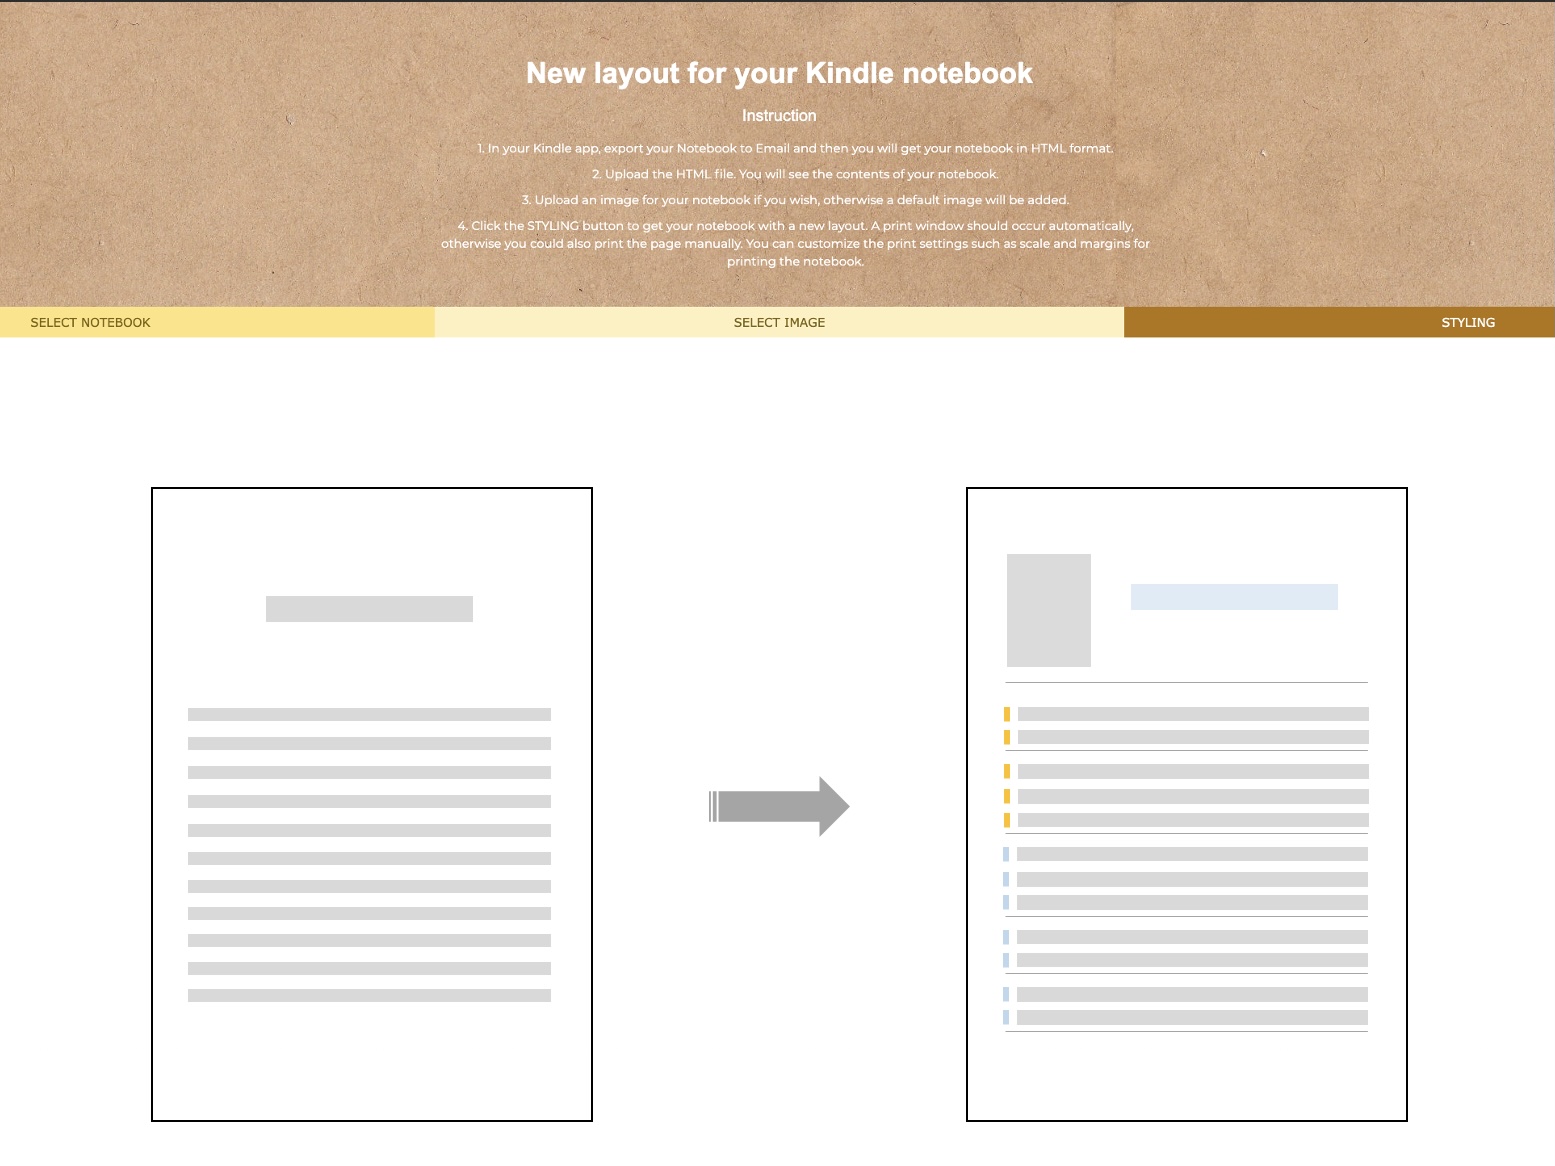 New layout for your Kindle notebook
Instruction
1. In your Kindle app, export your Notebook to Email and then you will get your notebook in HTML format.
2. Upload the HTML file. You will see the contents of your notebook.
3. Upload an image for your notebook if you wish, otherwise a default image will be added.
4. Click the STYLING button to get your notebook with a new layout. A print window should occur automatically,
otherwise you could also print the page manually. You can customize the print settings such as scale and margins for
printing the notebook.
SELECT NOTEBOOK
SELECT IMAGE
STYLING